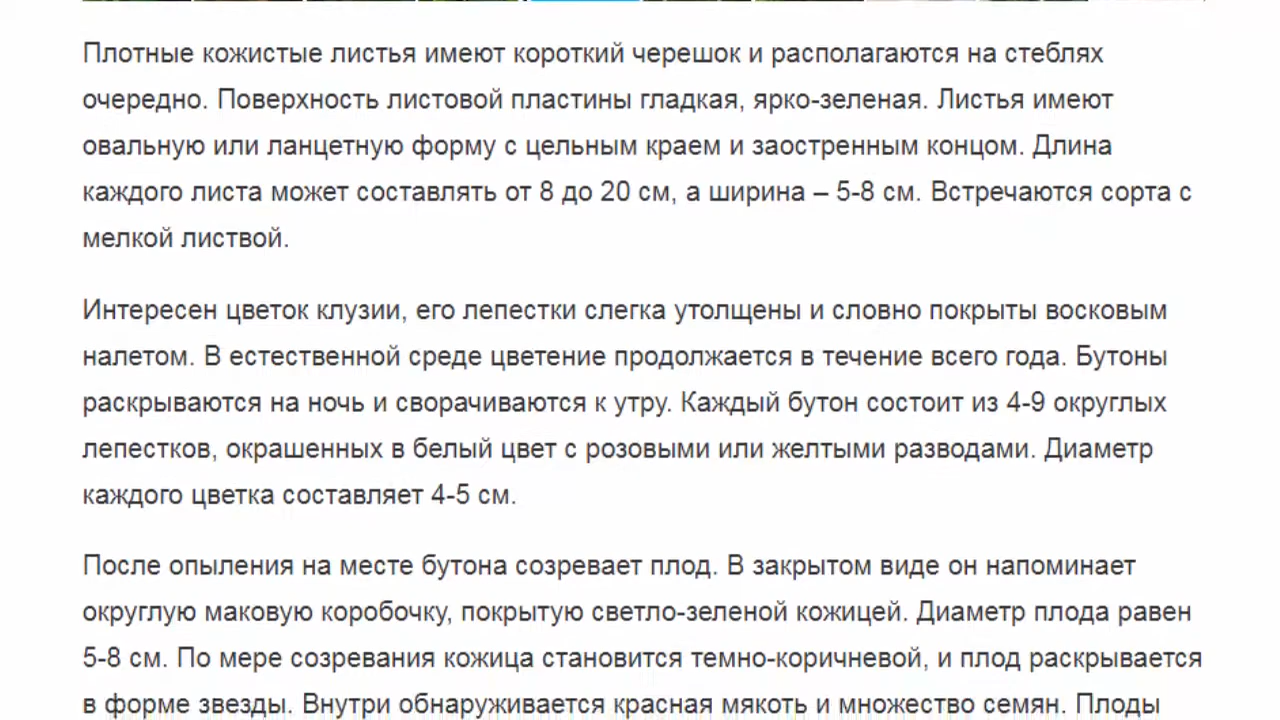 Плотные кожистые листья имеют короткий черешок и располагаются на стеблях
очередно. Поверхность листовой пластины гладкая, ярко-зеленая. Листья имеют
овальную или ланцетную форму с цельным краем и заостренным концом. Длина
каждого листа может составлять от 8 до 20 см, а ширина – 5-8 см. Встречаются сорта с
мелкой листвой.
Интересен цветок клузии, его лепестки слегка утолщены и словно покрыты восковым
налетом. В естественной среде цветение продолжается в течение всего года. Бутоны
раскрываются на ночь и сворачиваются к утру. Каждый бутон состоит из 4-9 округлых
лепестков, окрашенных в белый цвет с розовыми или желтыми разводами. Диаметр
каждого цветка составляет 4-5 см.
После опыления на месте бутона созревает плод. В закрытом виде он напоминает
округлую маковую коробочку, покрытую светло-зеленой кожицей. Диаметр плода равен
5-8 см. По мере созревания кожица становится темно-коричневой, и плод раскрывается
в форме звезды. Внутри обнаруживается красная мякоть и множество семян. Плоды